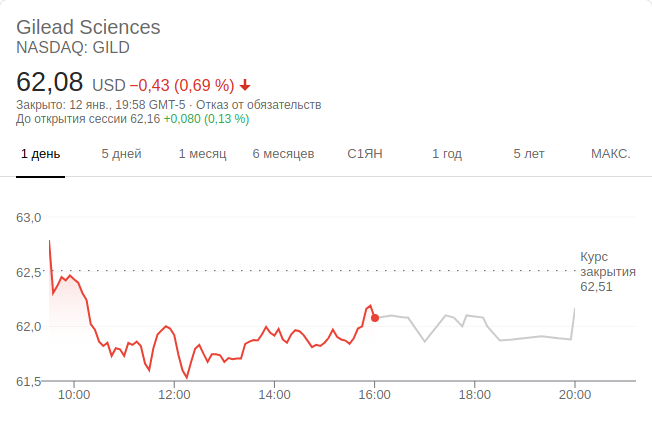 Gilead Sciences
NASDAQ: GILD
62,08 USD −0,43 (0,69 %)
Закрыто: 12 янв., 19:58 GMT-5 · Отказ от обязательств
До открытия сессии 62,16 +0,080 (0,13 %)
1 день 5 дней 1 месяц 6 месяцев С1ЯН 1 год 5 лет МАКС.
63,0
62,5
62,0
61,5
Курс
закрытия
62,51
10:00 12:00 14:00 16:00 18:00 20:00